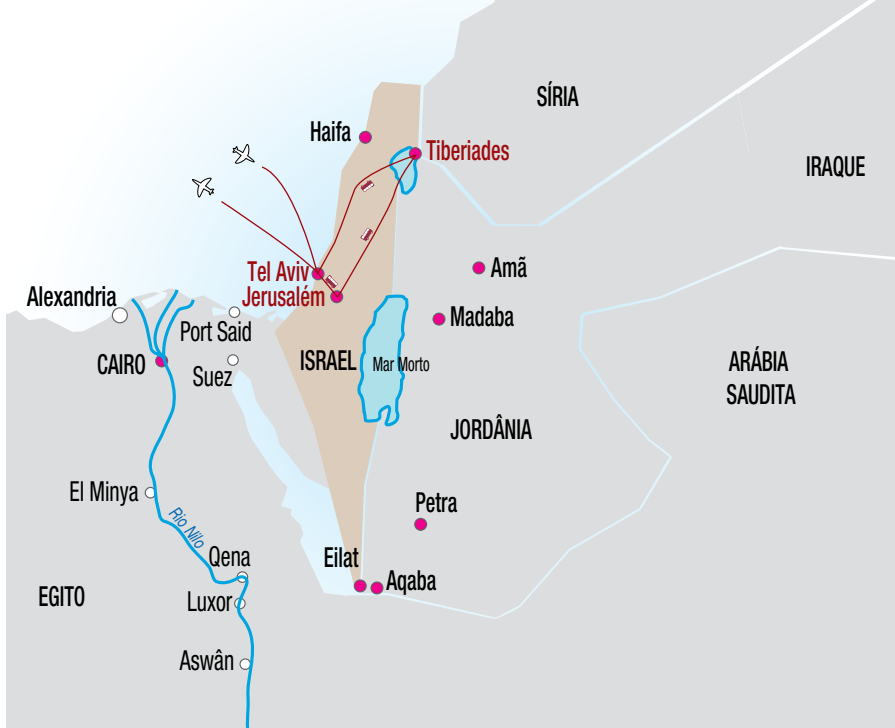 SÍRIA
Haifa
Tiberiades
IRAQUE
Tel Aviv
Jerusalém
Amã
Alexandria
Port Said
Madaba
CAIRO
Suez
ISRAEL
Mar Morto
ARÁBIA
SAUDITA
JORDÂNIA
El Minya
Rio Nilo
Petra
Qena
Eilat
Aqaba
EGITO
Luxor
Aswân